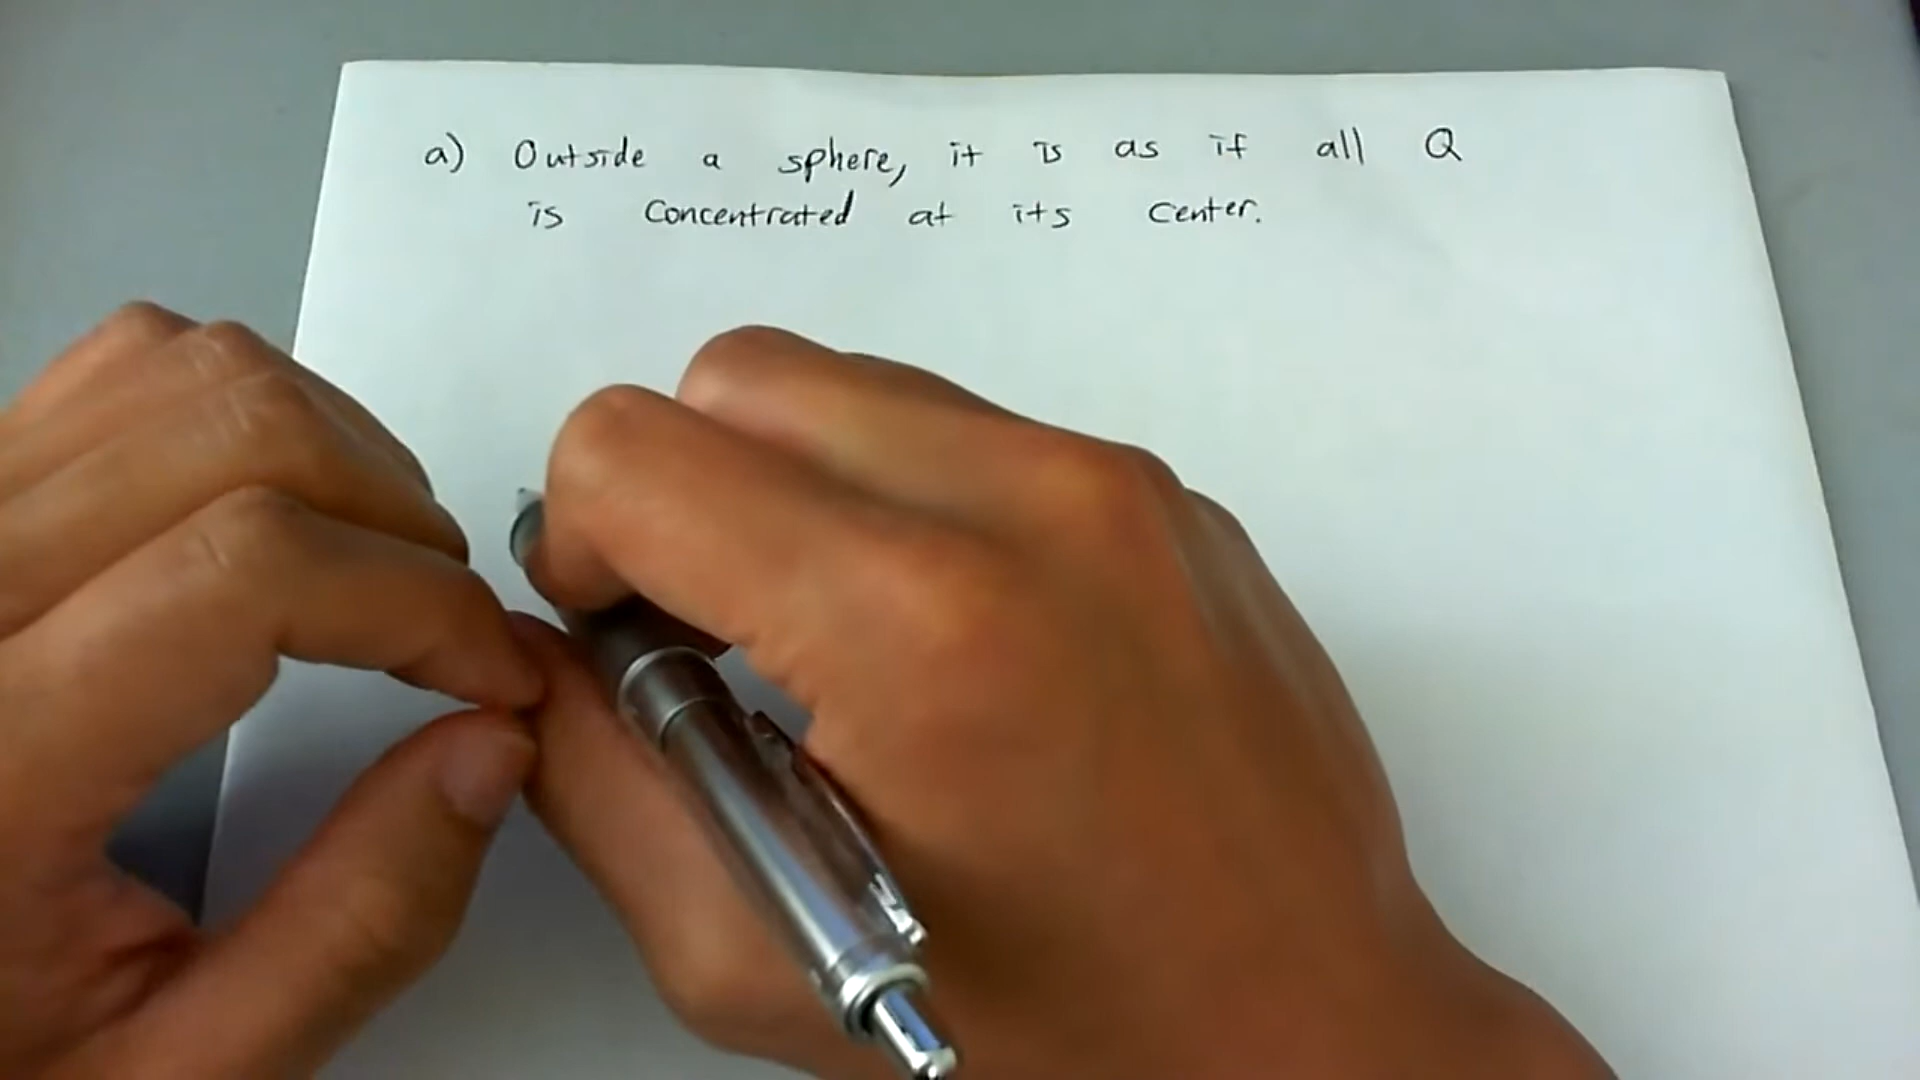 a) Outside a sphere, it is as if all Q
is concentrated at its center.